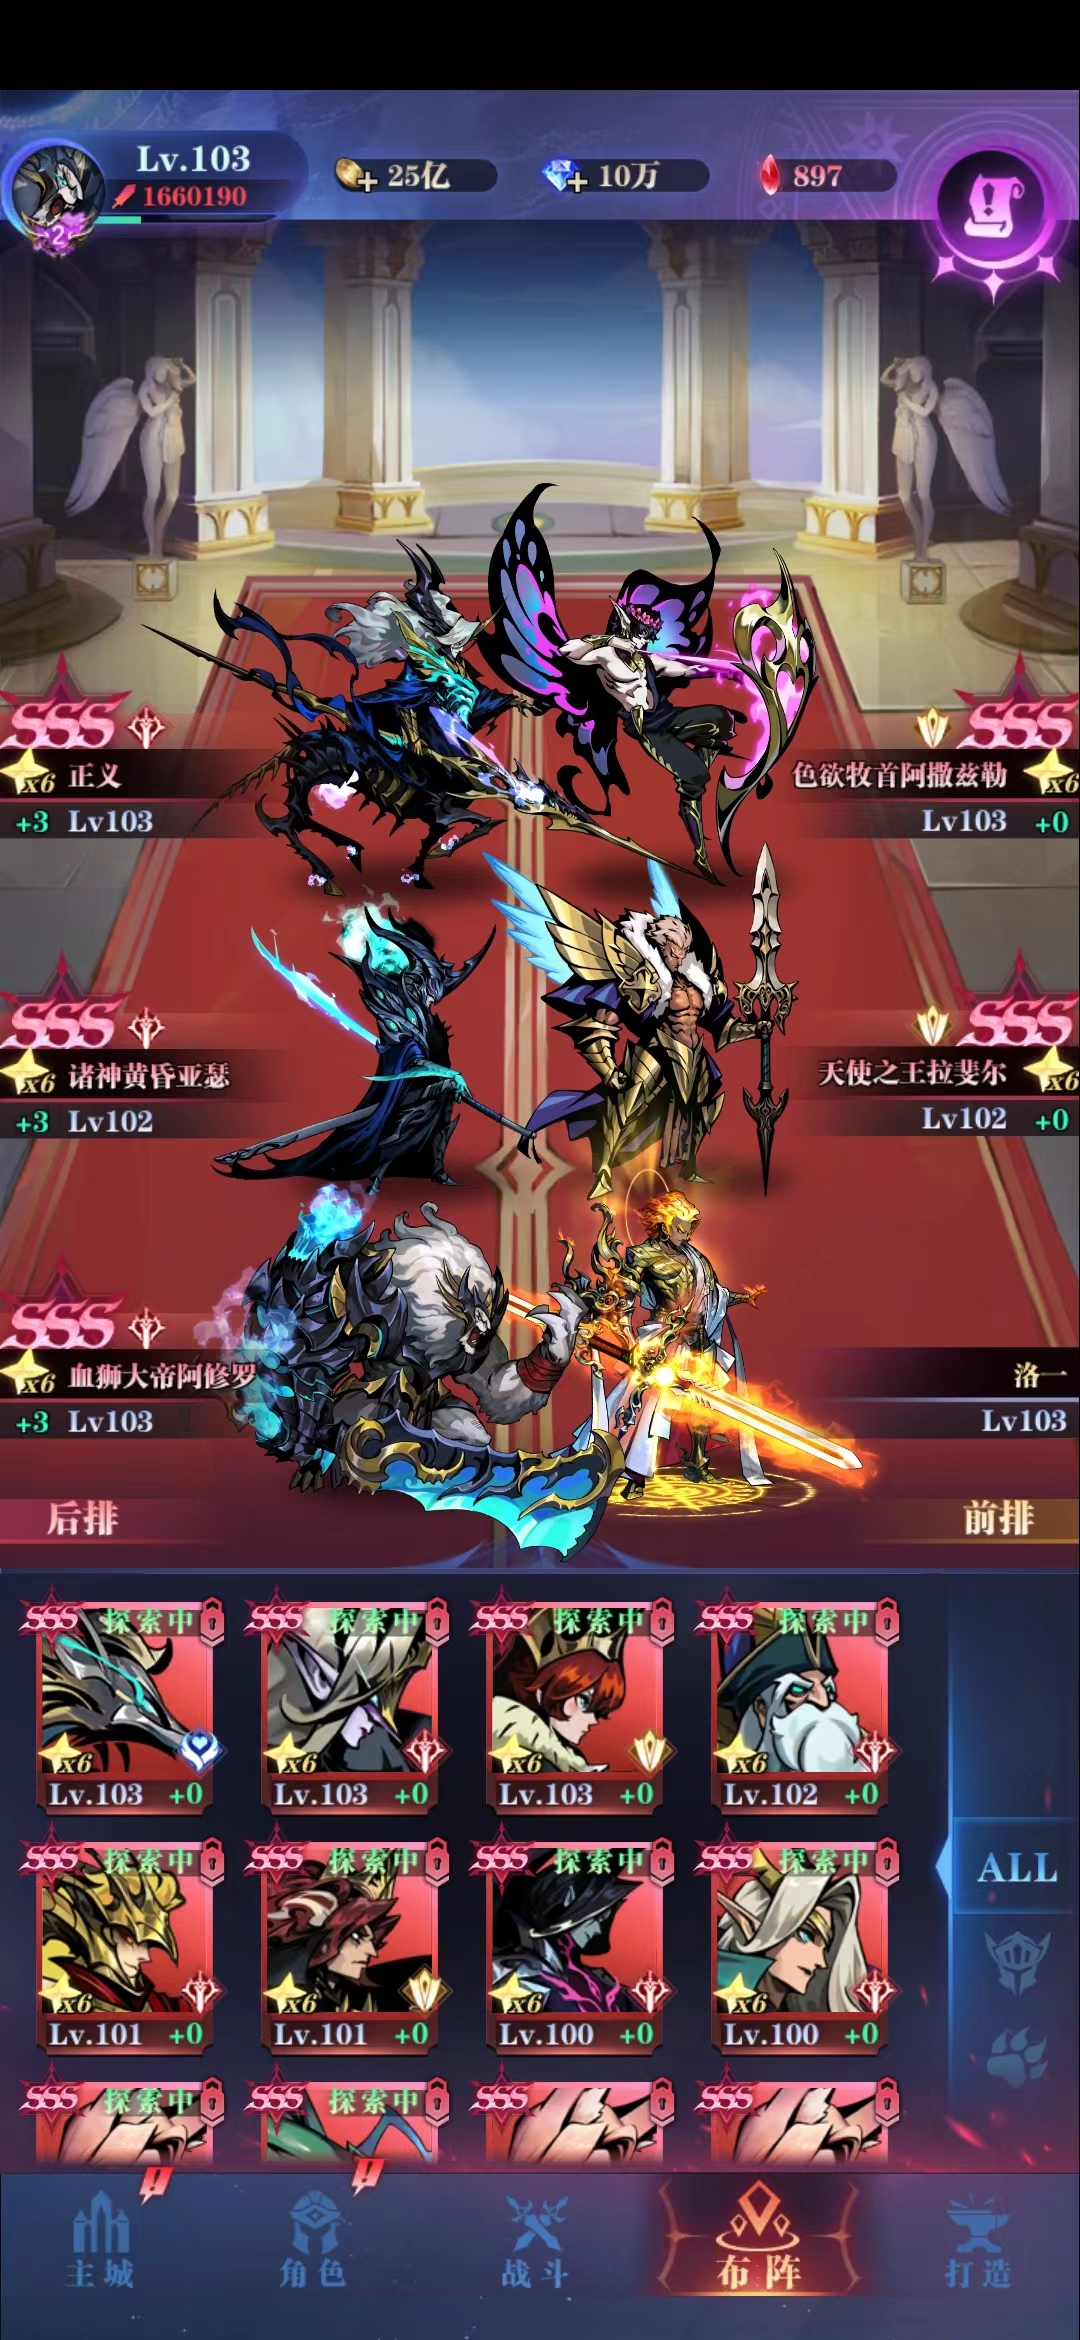 Lv.103
1660190
25亿
10万
897
2
SSS
SSS
x6 正义
色欲牧首阿撒兹勒 x6
+3 Lv103
Lv103 +0
SSS
SSS
x6 诸神黄昏亚瑟
天使之王拉斐尔 x6
+3 Lv102
Lv102 +0
SSS
x6 血狮大帝阿修罗
洛一
+3 Lv103
Lv103
后排
前排
SSS 探索中
SSS 探索中
SSS 探索中
SSS 探索中
x6
x6
x6
x6
Lv.103 +0
Lv.103 +0
Lv.103 +0
Lv.102 +0
ALL
SSS 探索中
SSS 探索中
SSS 探索中
SSS 探索中
x6
x6
x6
x6
Lv.101 +0
Lv.101 +0
Lv.100 +0
Lv.100 +0
SSS 探索中
SSS 探索中
SSS
SSS
主城
角色
战斗
布阵
打造